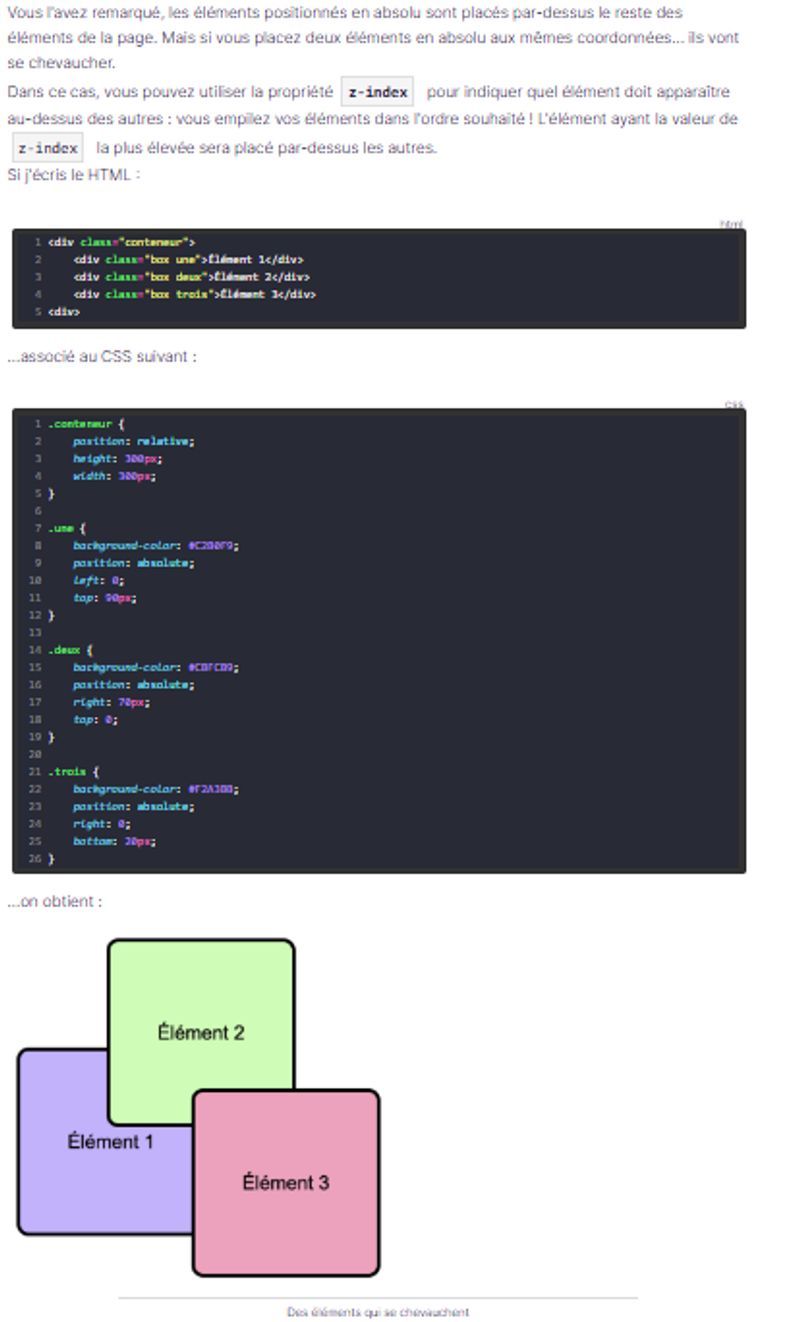 Vous l'avez remarqué, les éléments positionnés en absolu sont placés par-dessus le reste des
éléments de la page. Mais si vous placez deux éléments en absolu aux mêmes coordonnées... ils vont
se chevaucher.
Dans ce cas, vous pouvez utiliser la propriété z-index pour indiquer quel élément doit apparaître
au-dessus des autres : vous empilez vos éléments dans l'ordre souhaité ! L'élément ayant la valeur de
z-index la plus élevée sera placé par-dessus les autres.
Si j'écris le HTML :
html
1 <div class="conteneur">
2 <div class="box une">Élément 1</div>
3 <div class="box deux">Élément 2</div>
4 <div class="box trois">Élément 3</div>
5 <div>
...associé au CSS suivant :
css
1 .conteneur {
2 position: relative;
3 height: 300px;
4 width: 300px;
5 }
6
7 .une {
8 background-color: #C2B0F9;
9 position: absolute;
10 left: 0;
11 top: 90px;
12 }
13
14 .deux {
15 background-color: #CBFCB9;
16 position: absolute;
17 right: 70px;
18 top: 0;
19 }
20
21 .trois {
22 background-color: #F2A3BB;
23 position: absolute;
24 right: 0;
25 bottom: 20px;
26 }
...on obtient :
Élément 2
Élément 1
Élément 3
Des éléments qui se chevauchent